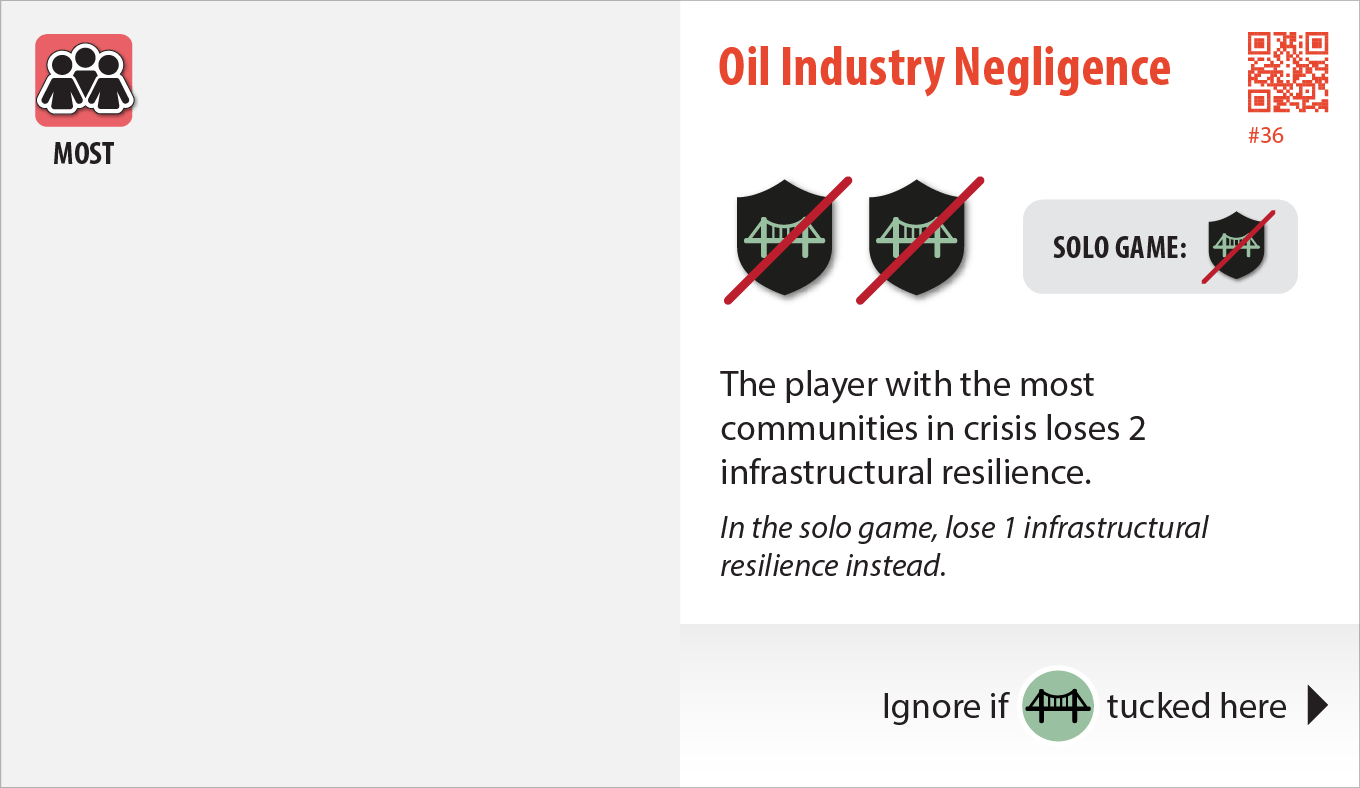 MOST
Oil Industry Negligence
#36
SOLO GAME:
The player with the most
communities in crisis loses 2
infrastructural resilience.
In the solo game, lose 1 infrastructural
resilience instead.
Ignore if tucked here